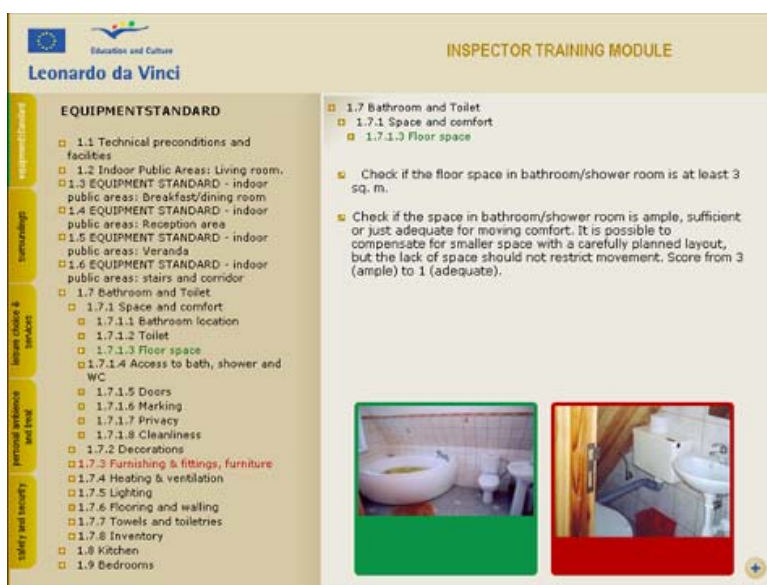 Education and Culture
Leonardo da Vinci
INSPECTOR TRAINING MODULE
equipmentstandard
surroundings
leisure choice &
services
personal ambience
and treat
safety and security
EQUIPMENTSTANDARD
1.1 Technical preconditions and
facilities
1.2 Indoor Public Areas: Living room.
1.3 EQUIPMENT STANDARD - indoor
public areas: Breakfast/dining room
1.4 EQUIPMENT STANDARD - indoor
public areas: Reception area
1.5 EQUIPMENT STANDARD - indoor
public areas: Veranda
1.6 EQUIPMENT STANDARD - indoor
public areas: stairs and corridor
1.7 Bathroom and Toilet
1.7.1 Space and comfort
1.7.1.1 Bathroom location
1.7.1.2 Toilet
1.7.1.3 Floor space
1.7.1.4 Access to bath, shower and
WC
1.7.1.5 Doors
1.7.1.6 Marking
1.7.1.7 Privacy
1.7.1.8 Cleanliness
1.7.2 Decorations
1.7.3 Furnishing & fittings, furniture
1.7.4 Heating & ventilation
1.7.5 Lighting
1.7.6 Flooring and walling
1.7.7 Towels and toiletries
1.7.8 Inventory
1.8 Kitchen
1.9 Bedrooms
1.7 Bathroom and Toilet
1.7.1 Space and comfort
1.7.1.3 Floor space
Check if the floor space in bathroom/shower room is at least 3
sq. m.
Check if the space in bathroom/shower room is ample, sufficient
or just adequate for moving comfort. It is possible to
compensate for smaller space with a carefully planned layout,
but the lack of space should not restrict movement. Score from 3
(ample) to 1 (adequate).